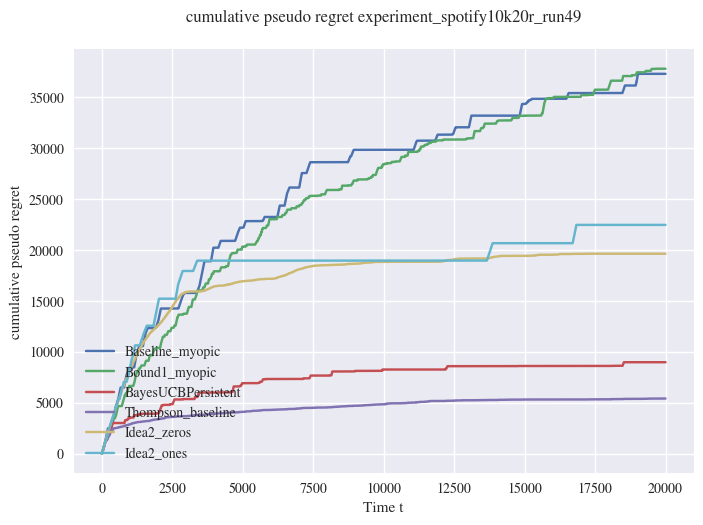 cumulative pseudo regret experiment_spotify10k20r_run49
cumulative pseudo regret
35000
30000
25000
20000
15000
10000
5000
0
Baseline_myopic
Bound1_myopic
BayesUCBPersistent
Thompson_baseline
Idea2_zeros
Idea2_ones
0 2500 5000 7500 10000 12500 15000 17500 20000
Time t